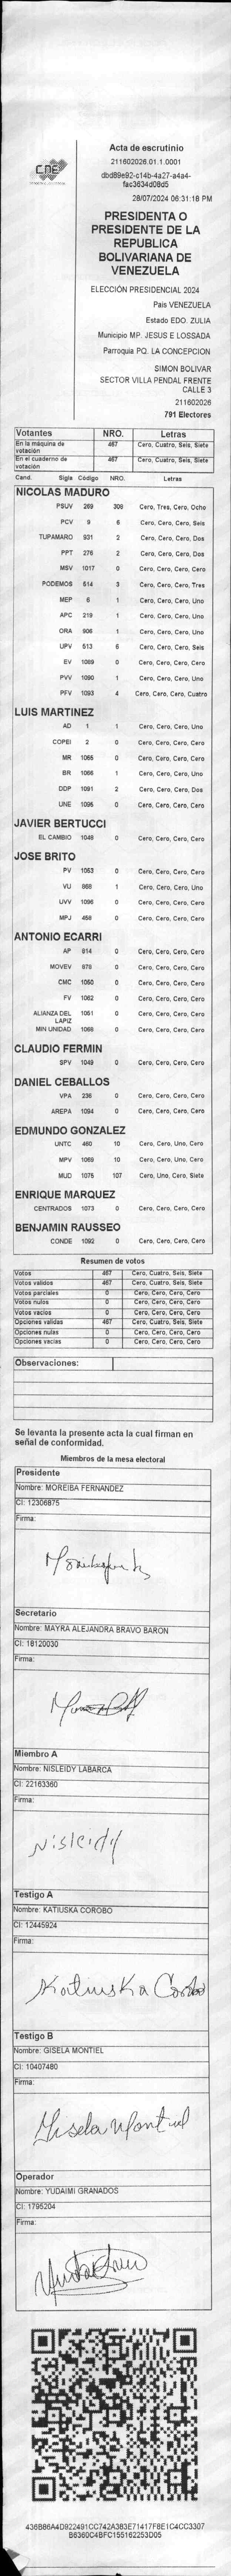 CNE
Acta de escrutinio
211602026.01.1.0001
dbd89e92-c14b-4a27-a4a4-
fac3634d08d5
28/07/2024 06:31:18 PM
PRESIDENTA O
PRESIDENTE DE LA
REPUBLICA
BOLIVARIANA DE
VENEZUELA
ELECCIÓN PRESIDENCIAL 2024
Pais VENEZUELA
Estado EDO. ZULIA
Municipio MP. JESUS E LOSSADA
Parroquia PQ. LA CONCEPCION
SIMON BOLIVAR
SECTOR VILLA PENDAL FRENTE
CALLE 3
211602026
791 Electores
Votantes NRO. Letras
En la máquina de votación 467 Cero, Cuatro, Seis, Siete
En el cuaderno de votación 467 Cero, Cuatro, Seis, Siete
Cand. Sigla Código NRO. Letras
NICOLAS MADURO
PSUV 269 308 Cero, Tres, Cero, Ocho
PCV 9 6 Cero, Cero, Cero, Seis
TUPAMARO 931 2 Cero, Cero, Cero, Dos
PPT 276 2 Cero, Cero, Cero, Dos
MSV 1017 0 Cero, Cero, Cero, Cero
PODEMOS 514 3 Cero, Cero, Cero, Tres
MEP 6 1 Cero, Cero, Cero, Uno
APC 219 1 Cero, Cero, Cero, Uno
ORA 906 1 Cero, Cero, Cero, Uno
UPV 513 6 Cero, Cero, Cero, Seis
EV 1089 0 Cero, Cero, Cero, Cero
PVV 1090 1 Cero, Cero, Cero, Uno
PFV 1093 4 Cero, Cero, Cero, Cuatro
LUIS MARTINEZ
AD 1 1 Cero, Cero, Cero, Uno
COPEI 2 0 Cero, Cero, Cero, Cero
MR 1065 0 Cero, Cero, Cero, Cero
BR 1066 1 Cero, Cero, Cero, Uno
DDP 1091 2 Cero, Cero, Cero, Dos
UNE 1095 0 Cero, Cero, Cero, Cero
JAVIER BERTUCCI
EL CAMBIO 1048 0 Cero, Cero, Cero, Cero
JOSE BRITO
PV 1053 0 Cero, Cero, Cero, Cero
VU 868 1 Cero, Cero, Cero, Uno
UVV 1096 0 Cero, Cero, Cero, Cero
MPJ 458 0 Cero, Cero, Cero, Cero
ANTONIO ECARRI
AP 814 0 Cero, Cero, Cero, Cero
MOVEV 878 0 Cero, Cero, Cero, Cero
CMC 1050 0 Cero, Cero, Cero, Cero
FV 1062 0 Cero, Cero, Cero, Cero
ALIANZA DEL LAPIZ 1051 0 Cero, Cero, Cero, Cero
MIN UNIDAD 1068 0 Cero, Cero, Cero, Cero
CLAUDIO FERMIN
SPV 1049 0 Cero, Cero, Cero, Cero
DANIEL CEBALLOS
VPA 236 0 Cero, Cero, Cero, Cero
AREPA 1094 0 Cero, Cero, Cero, Cero
EDMUNDO GONZALEZ
UNTC 460 10 Cero, Cero, Uno, Cero
MPV 1069 10 Cero, Cero, Uno, Cero
MUD 1075 107 Cero, Uno, Cero, Siete
ENRIQUE MARQUEZ
CENTRADOS 1073 0 Cero, Cero, Cero, Cero
BENJAMIN RAUSSEO
CONDE 1092 0 Cero, Cero, Cero, Cero
Resumen de votos
Votos 467 Cero, Cuatro, Seis, Siete
Votos validos 467 Cero, Cuatro, Seis, Siete
Votos parciales 0 Cero, Cero, Cero, Cero
Votos nulos 0 Cero, Cero, Cero, Cero
Votos vacios 0 Cero, Cero, Cero, Cero
Opciones validas 467 Cero, Cuatro, Seis, Siete
Opciones nulas 0 Cero, Cero, Cero, Cero
Opciones vacias 0 Cero, Cero, Cero, Cero
Observaciones:
Se levanta la presente acta la cual firman en
señal de conformidad.
Miembros de la mesa electoral
Presidente
Nombre: MOREIBA FERNANDEZ
CI: 12306875
Firma:
Secretario
Nombre: MAYRA ALEJANDRA BRAVO BARON
CI: 18120030
Firma:
Miembro A
Nombre: NISLEIDY LABARCA
CI: 22163360
Firma:
Nisleidy
Testigo A
Nombre: KATIUSKA COROBO
CI: 12445924
Firma:
Katiuska Corobo
Testigo B
Nombre: GISELA MONTIEL
CI: 10407480
Firma:
Gisela Montiel
Operador
Nombre: YUDAIMI GRANADOS
CI: 1795204
Firma:
436B86A4D922491CC742A383E71417F8E1C4CC3307
B6360C4BFC155162253D05